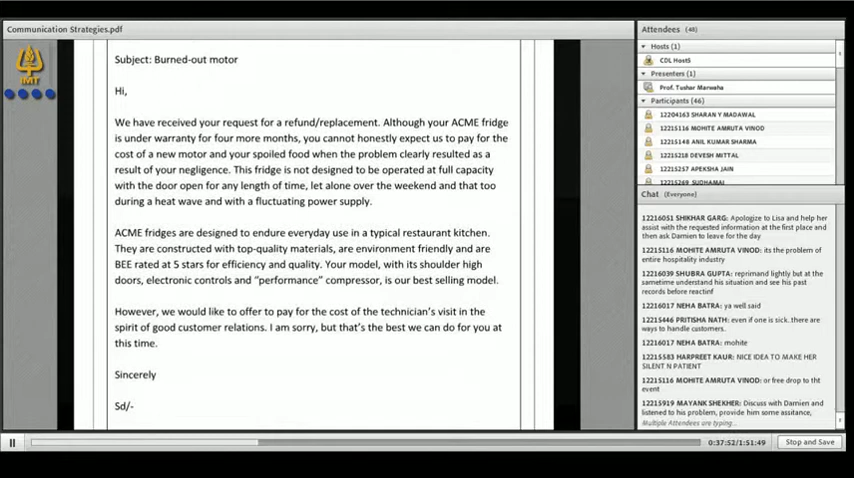 Communication Strategies.pdf
IMT
Subject: Burned-out motor
Hi,
We have received your request for a refund/replacement. Although your ACME fridge
is under warranty for four more months, you cannot honestly expect us to pay for the
cost of a new motor and your spoiled food when the problem clearly resulted as a
result of your negligence. This fridge is not designed to be operated at full capacity
with the door open for any length of time, let alone over the weekend and that too
during a heat wave and with a fluctuating power supply.
ACME fridges are designed to endure everyday use in a typical restaurant kitchen.
They are constructed with top-quality materials, are environment friendly and are
BEE rated at 5 stars for efficiency and quality. Your model, with its shoulder high
doors, electronic controls and “performance” compressor, is our best selling model.
However, we would like to offer to pay for the cost of the technician’s visit in the
spirit of good customer relations. I am sorry, but that’s the best we can do for you at
this time.
Sincerely
Sd/-
Attendees (48)
Hosts (1)
CDL Host5
Presenters (1)
Prof. Tushar Marwaha
Participants (46)
12204163 SHARAN Y MADAWAL
12215116 MOHITE AMRUTA VINOD
12215148 ANIL KUMAR SHARMA
12215218 DEVESH MITTAL
12215257 APEKSHA JAIN
12215269 SUDHAMAI
Chat (Everyone)
12216051 SHIKHAR GARG: Apologize to Lisa and help her
assist with the requested information at the first place and
then ask Damien to leave for the day
12215116 MOHITE AMRUTA VINOD: its the problem of
entire hospitality industry
12216039 SHUBRA GUPTA: reprimand lightly but at the
sametime understand his situation and see his past
records before reactinf
12216017 NEHA BATRA: ya well said
12215446 PRITISHA NATH: even if one is sick..there are
ways to handle customers.
12216017 NEHA BATRA: mohite
12215583 HARPREET KAUR: NICE IDEA TO MAKE HER
SILENT N PATIENT
12215116 MOHITE AMRUTA VINOD: or free drop to tht
event
12215919 MAYANK SHEKHER: Discuss with Damien and
listened to his problem, provide him some assitance,
Multiple Attendees are typing...
0:37:52/1:51:49
Stop and Save